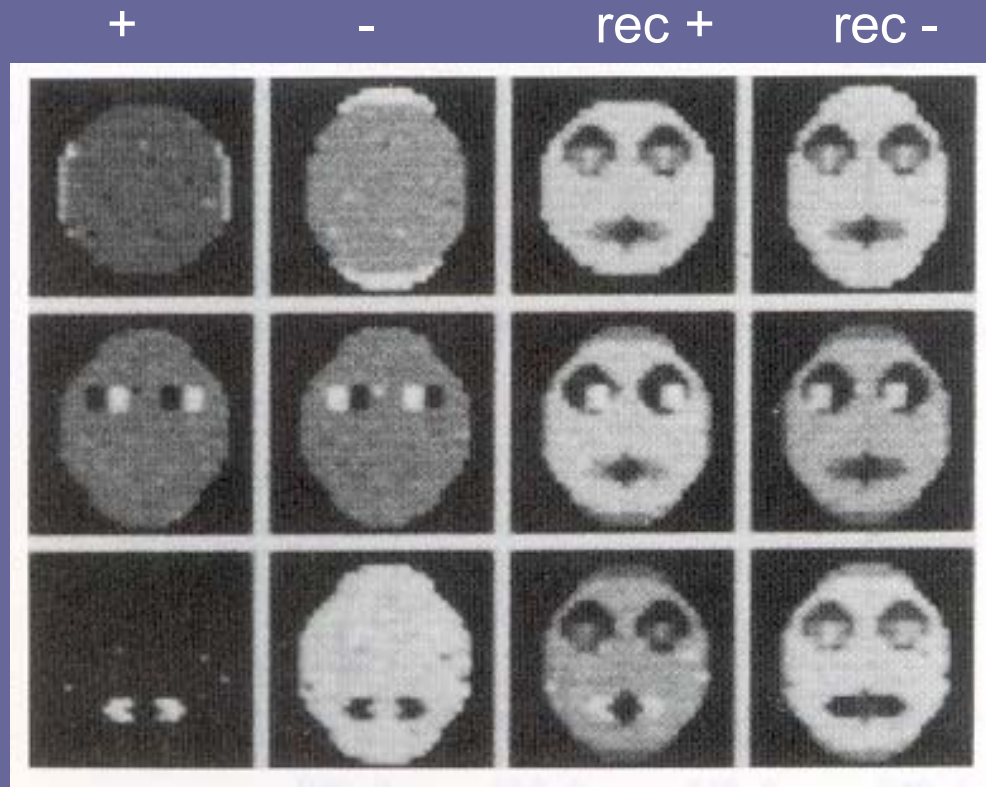 + - rec + rec -